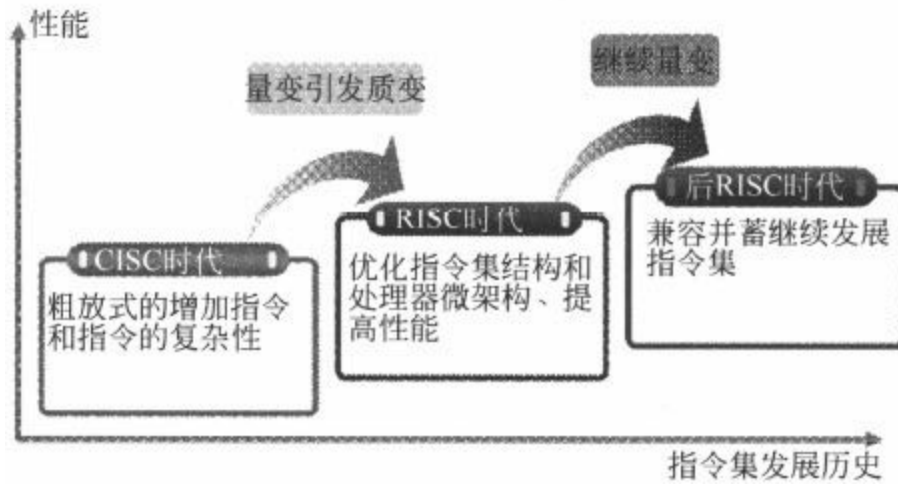 性能
量变引发质变
继续量变
CISC时代
粗放式的增加指令
和指令的复杂性
RISC时代
优化指令集结构和
处理器微架构、提
高性能
后RISC时代
兼容并蓄继续发展
指令集
指令集发展历史